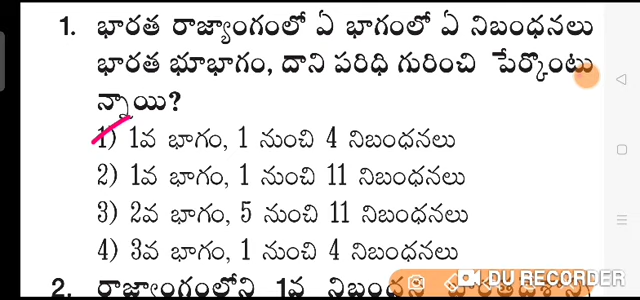 1. భారత రాజ్యాంగంలో ఏ భాగంలో ఏ నిబంధనలు
భారత భూభాగం, దాని పరిధి గురించి పేర్కొంటు
న్నాయి?
1) 1వ భాగం, 1 నుంచి 4 నిబంధనలు
2) 1వ భాగం, 1 నుంచి 11 నిబంధనలు
3) 2వ భాగం, 5 నుంచి 11 నిబంధనలు
4) 3వ భాగం, 1 నుంచి 4 నిబంధనలు
2. రాజ్యాంగంలోని 1వ నిబంధన
DU RECORDER